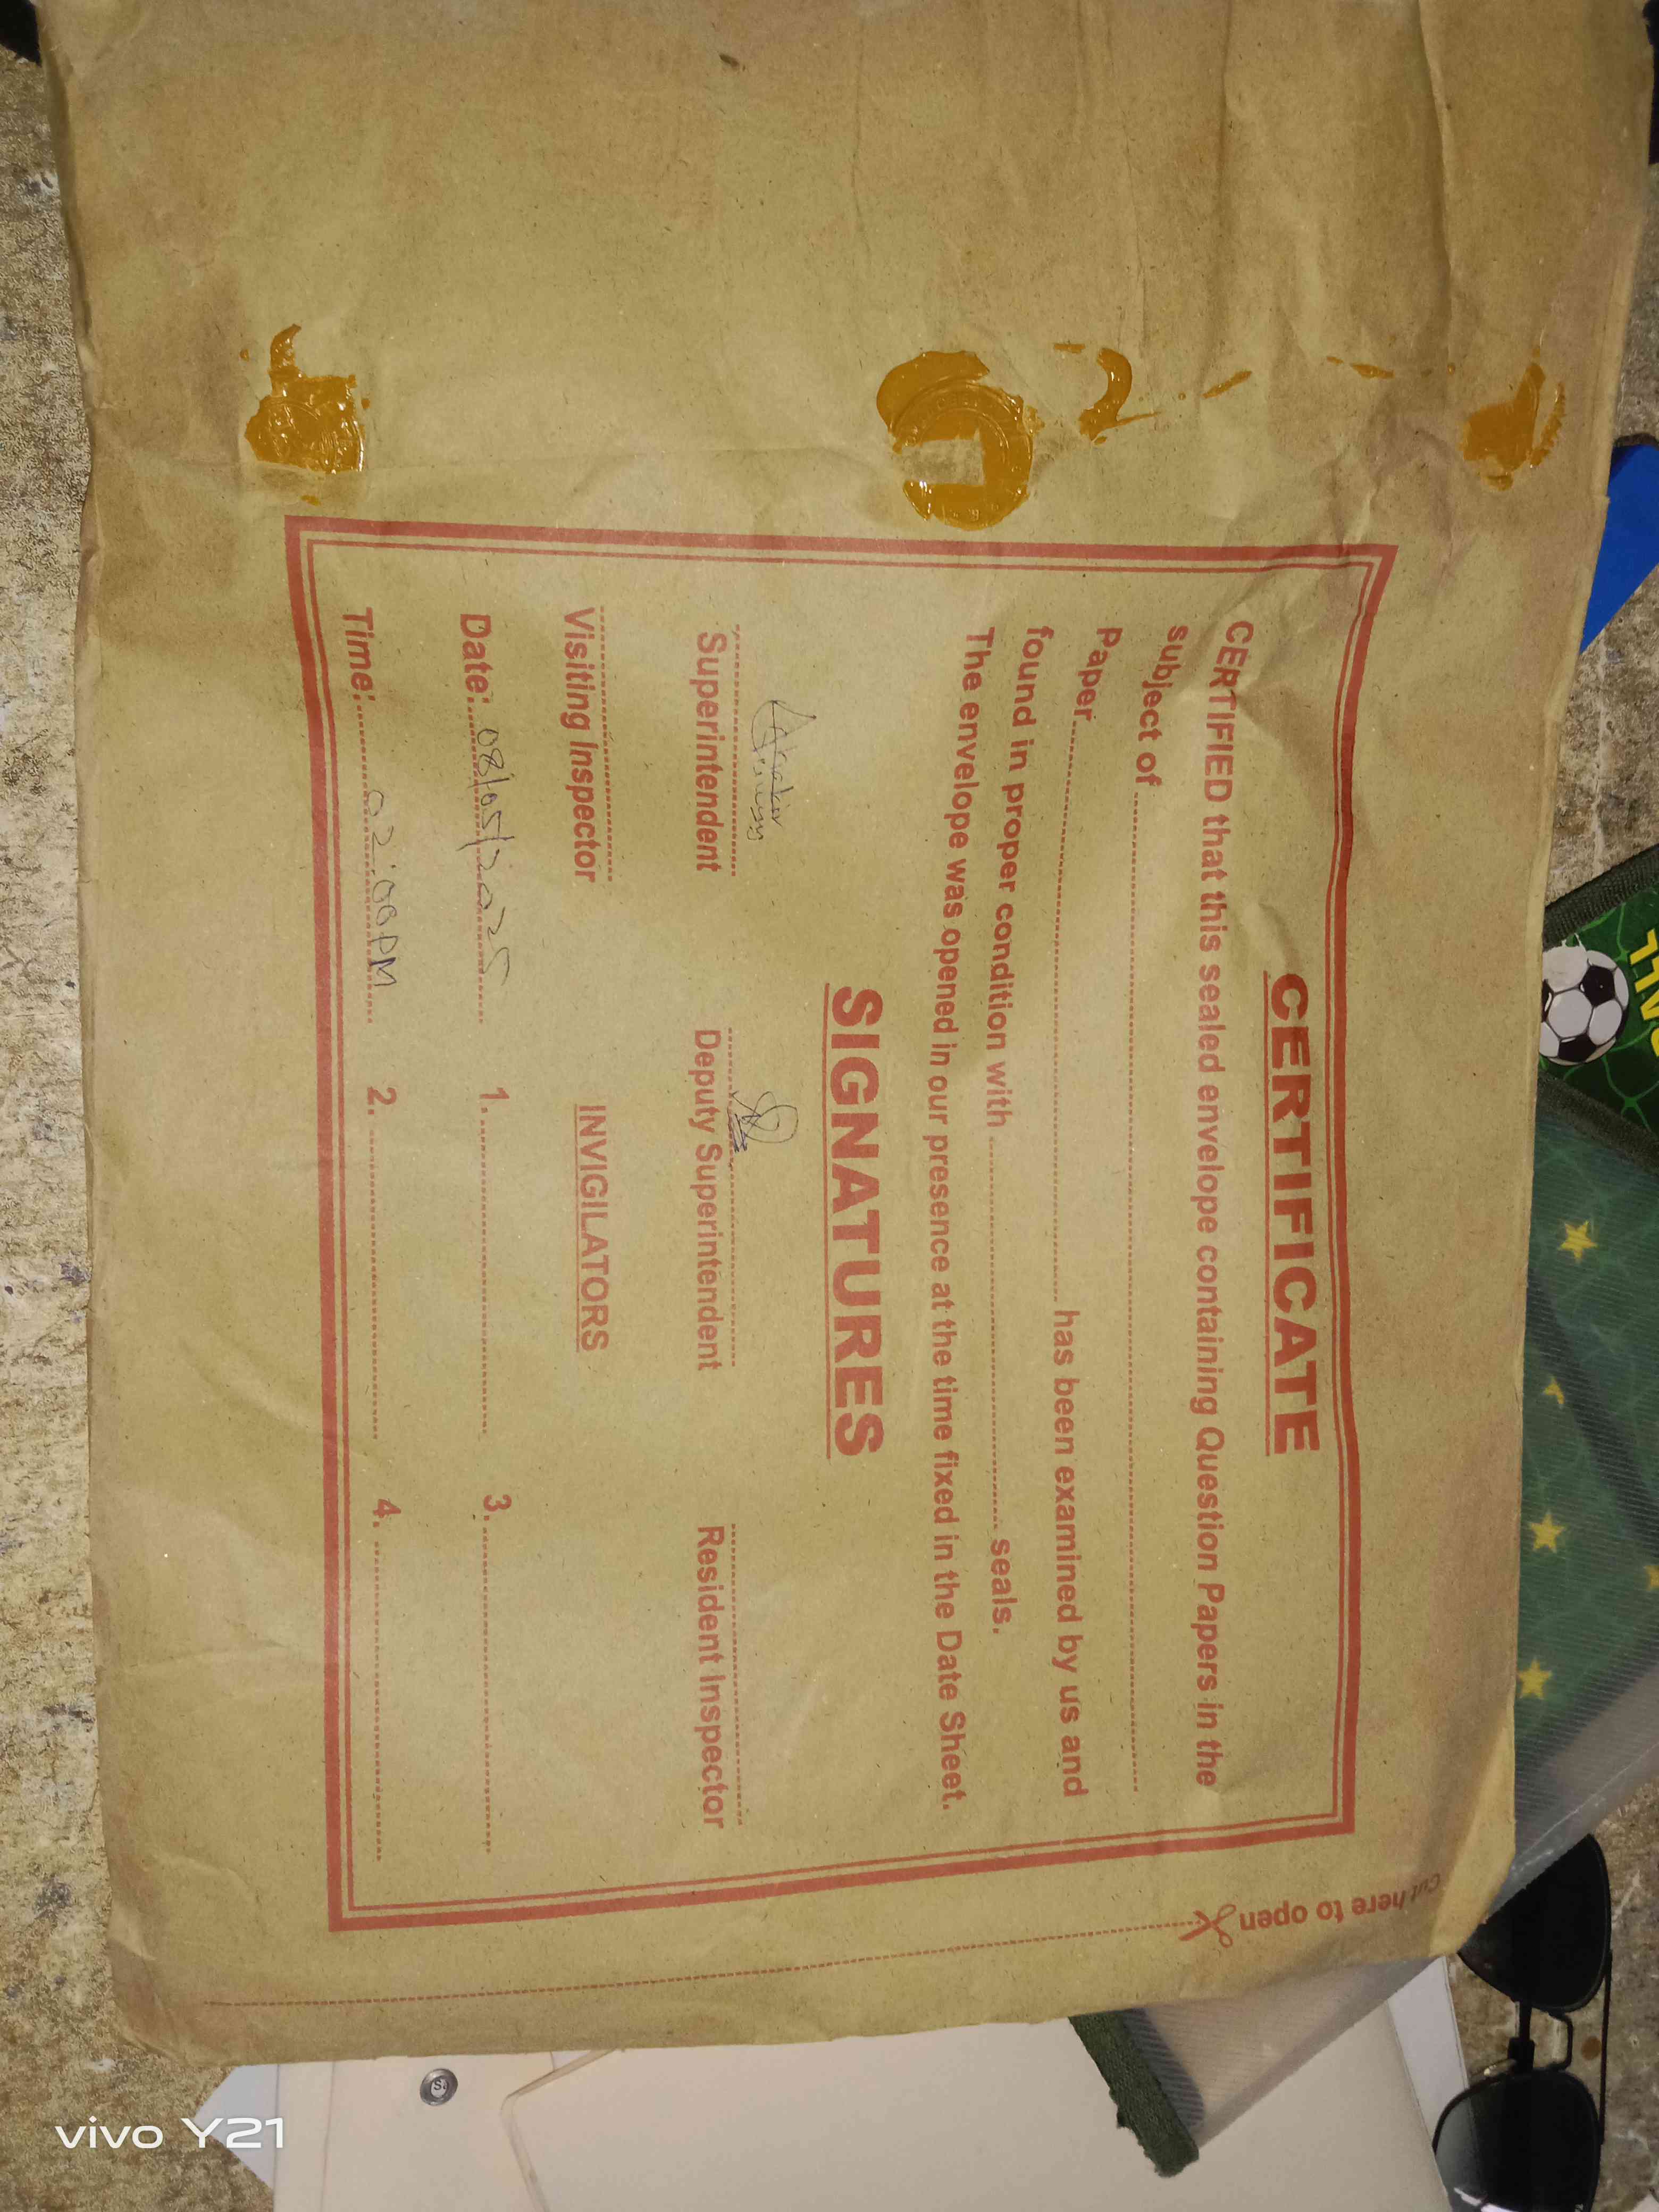 CERTIFICATE
CERTIFIED that this sealed envelope containing Question Papers in the
subject of
Paper has been examined by us and
found in proper condition with seals.
The envelope was opened in our presence at the time fixed in the Date Sheet.
SIGNATURES
Superintendent Deputy Superintendent Resident Inspector
Visiting Inspector INVIGILATORS
Date: 08/05/2025 1. 3.
Time: 02:00PM 2. 4.
Cut here to open
vivo Y21